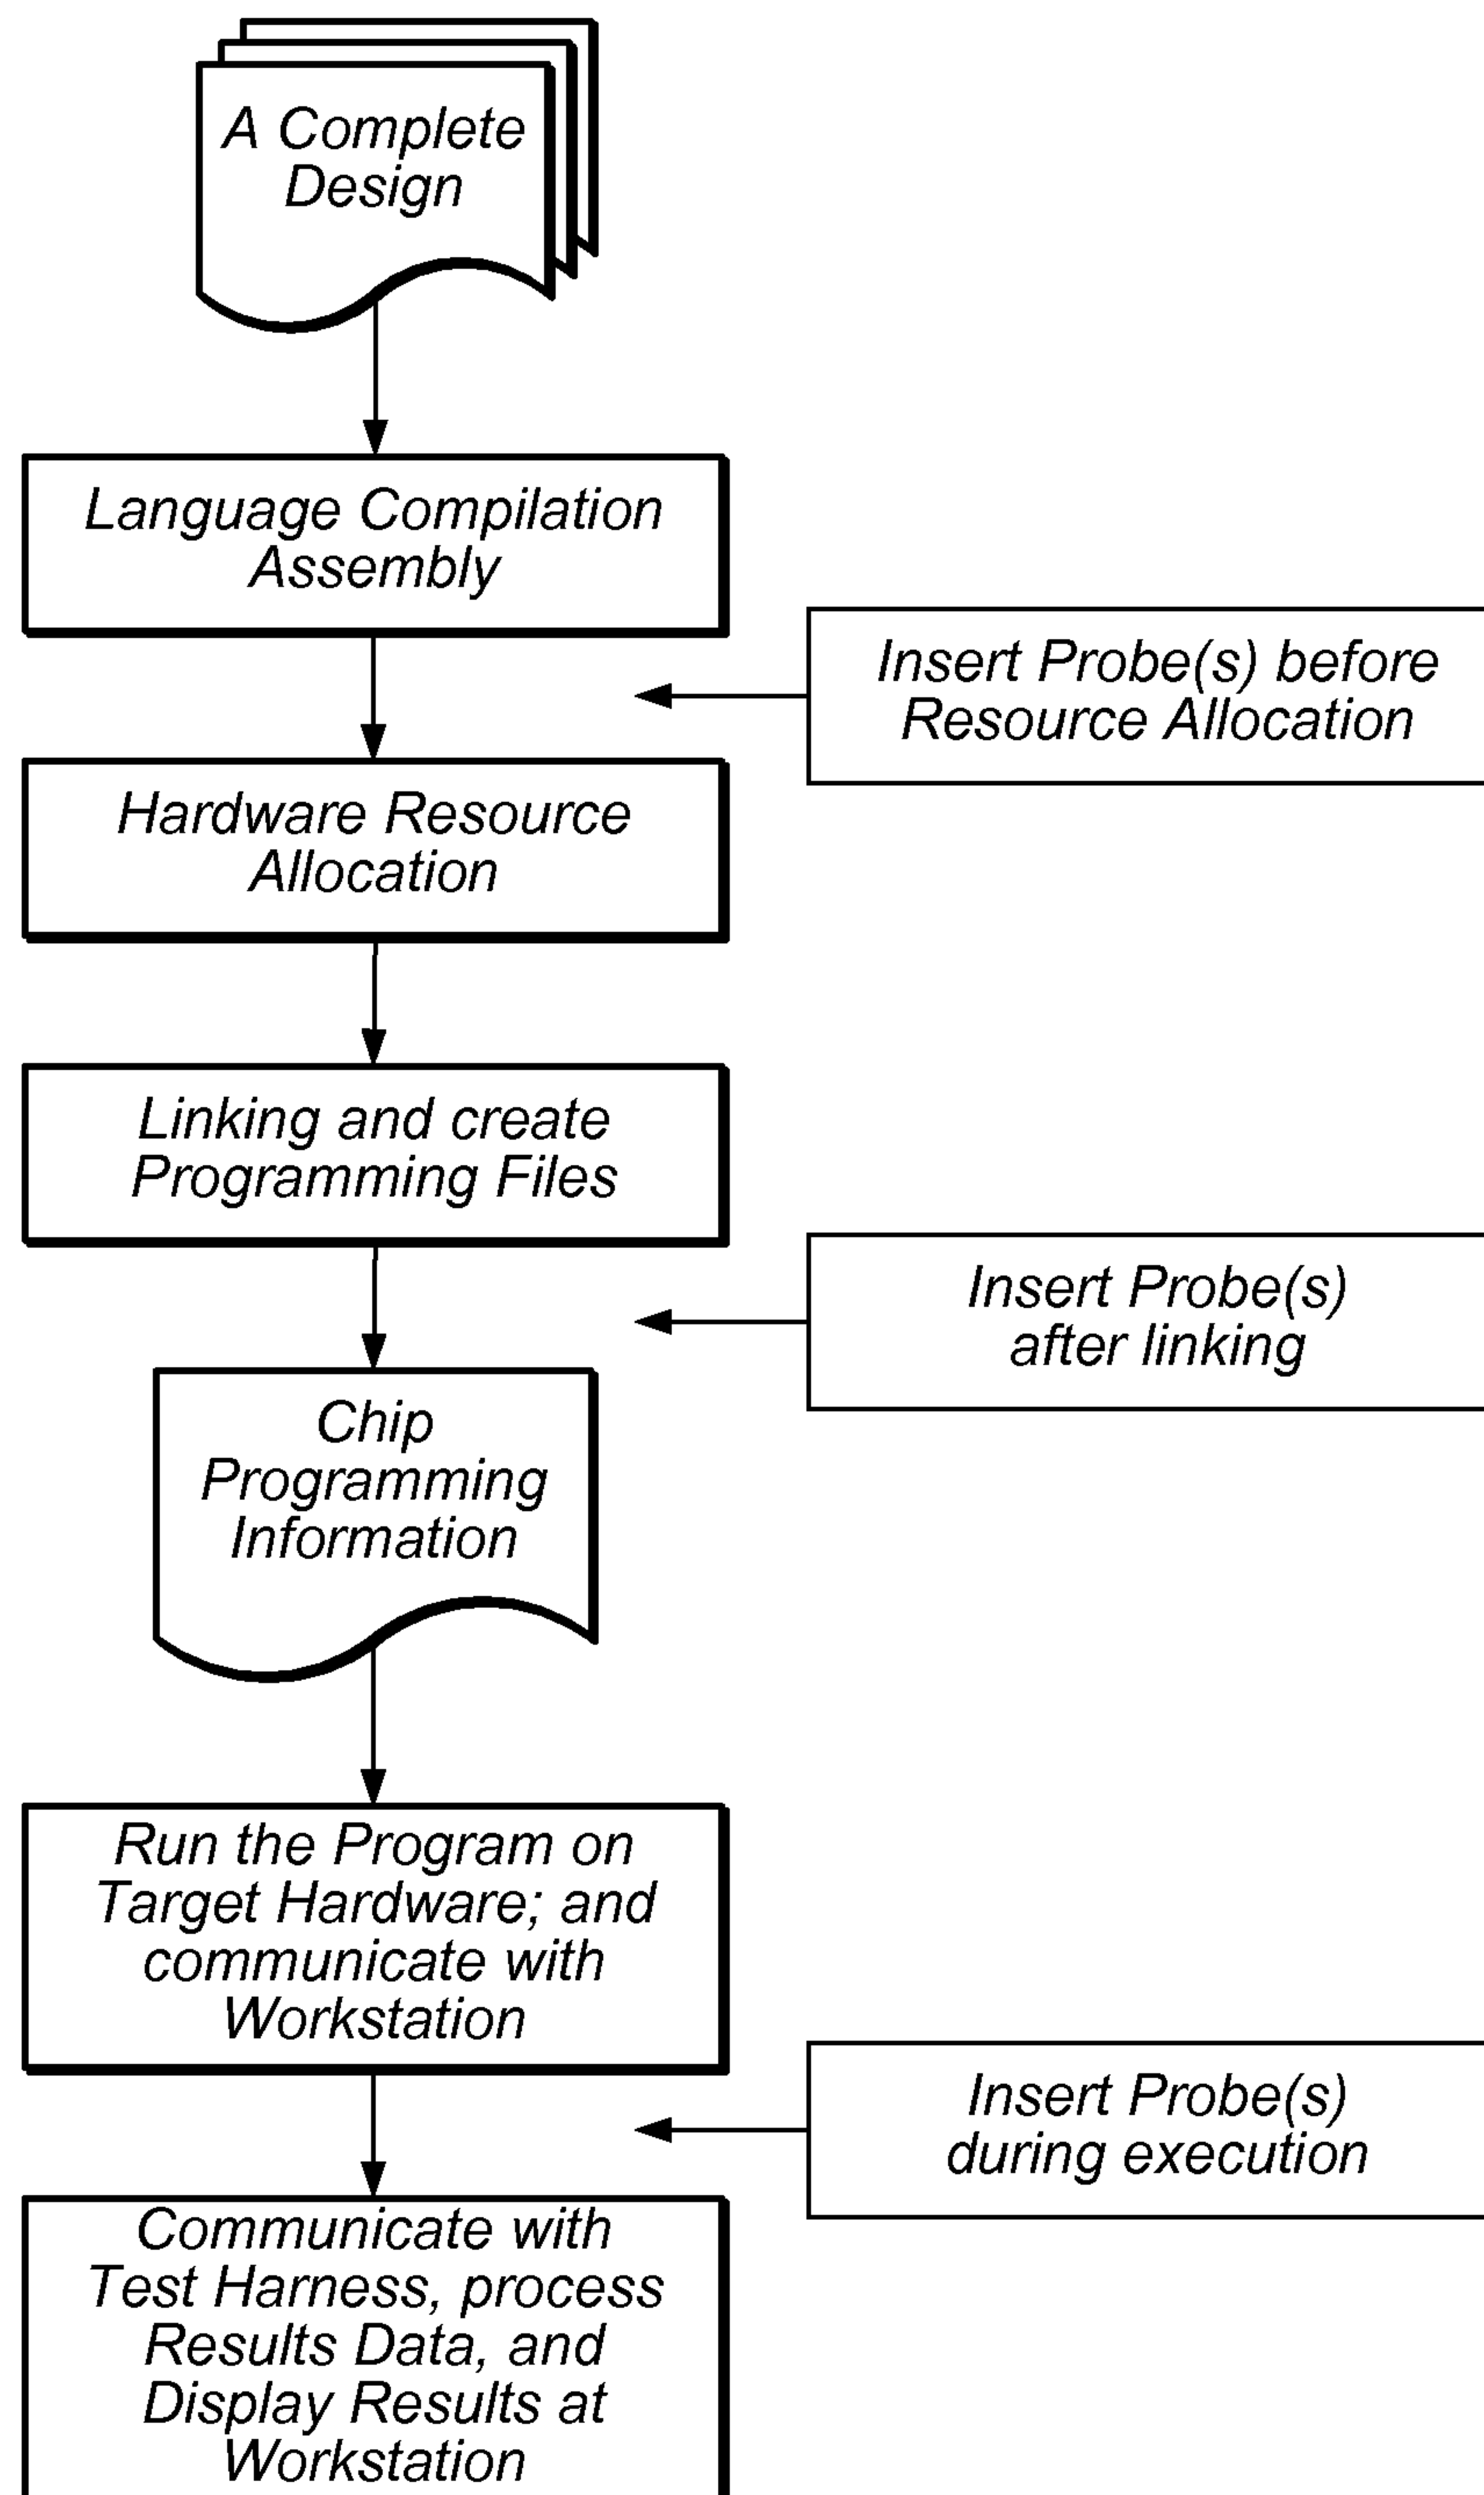 A Complete
Design
Language Compilation
Assembly
Insert Probe(s) before
Resource Allocation
Hardware Resource
Allocation
Linking and create
Programming Files
Insert Probe(s)
after linking
Chip
Programming
Information
Run the Program on
Target Hardware; and
communicate with
Workstation
Insert Probe(s)
during execution
Communicate with
Test Harness, process
Results Data, and
Display Results at
Workstation